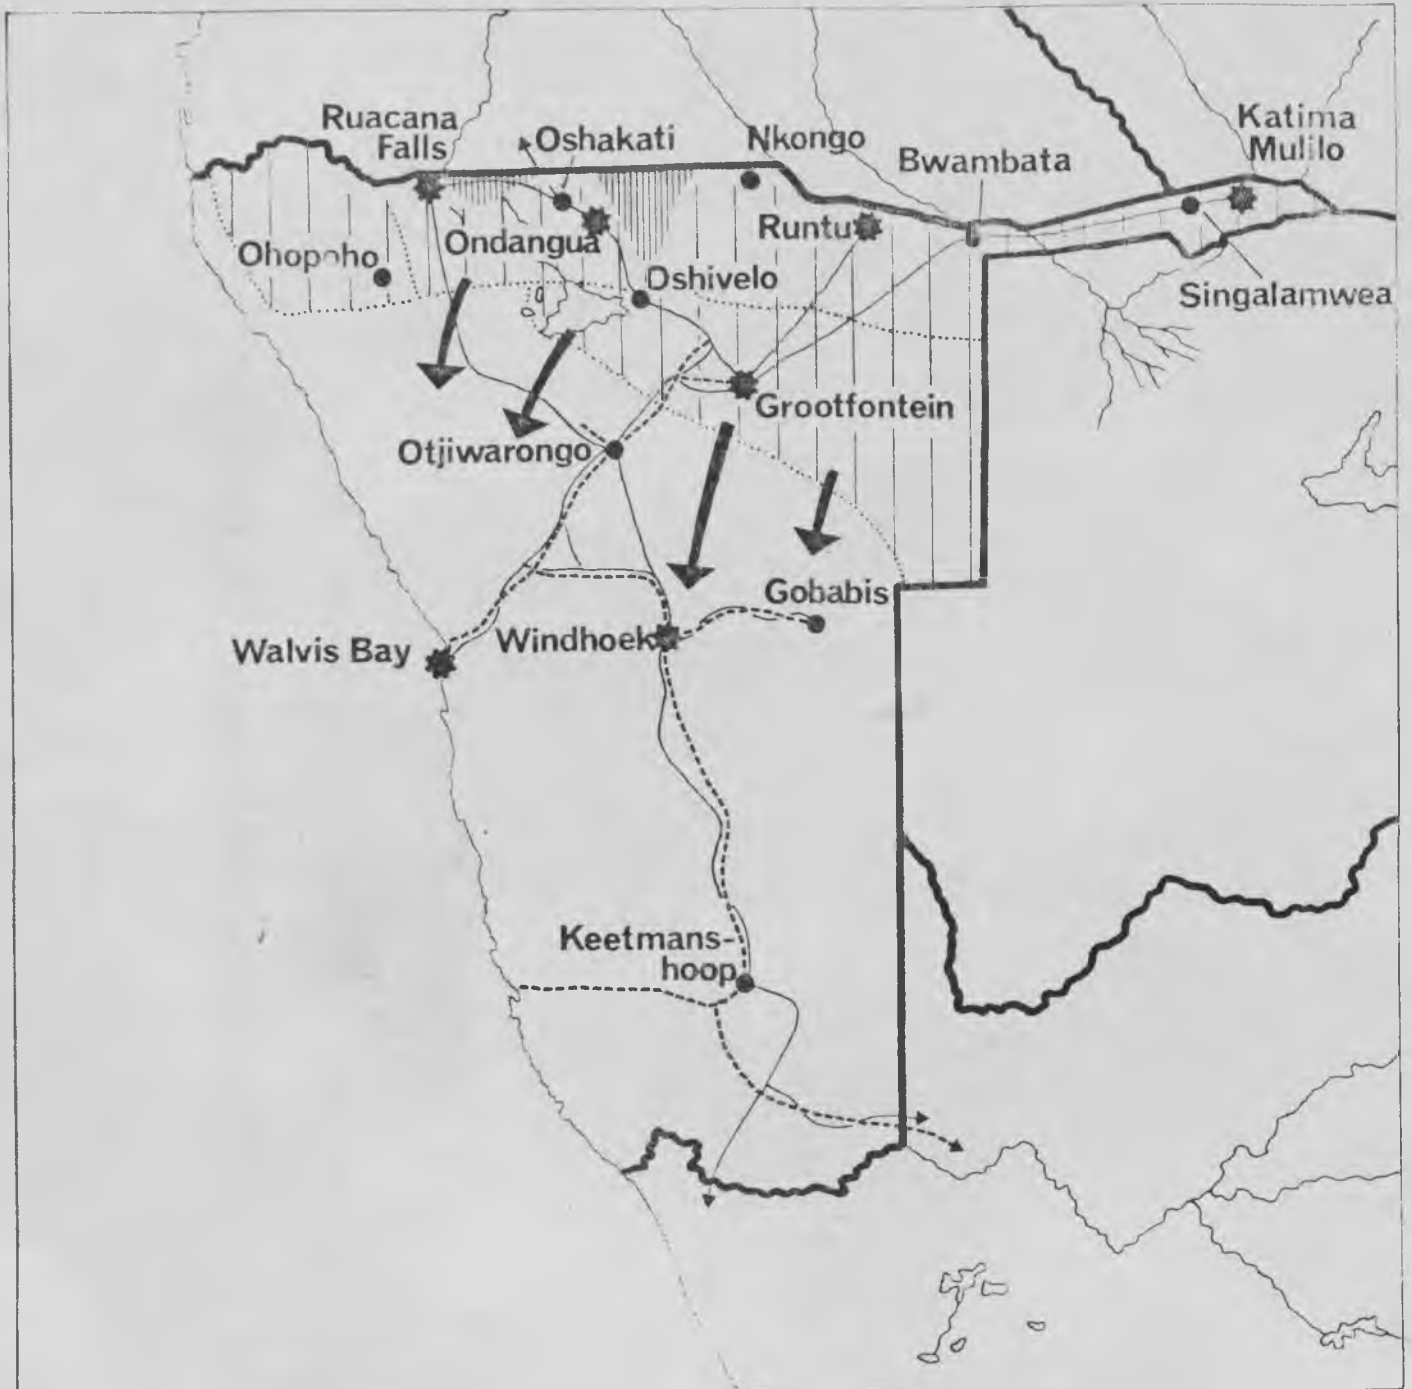 Ruacana
Falls
Oshakati
Nkongo
Bwambata
Katima
Mulilo
Ohopoho
Ondangua
Runtu
Oshivelo
Singalamwea
Grootfontein
Otjiwarongo
Gobabis
Walvis Bay
Windhoek
Keetmans-
hoop